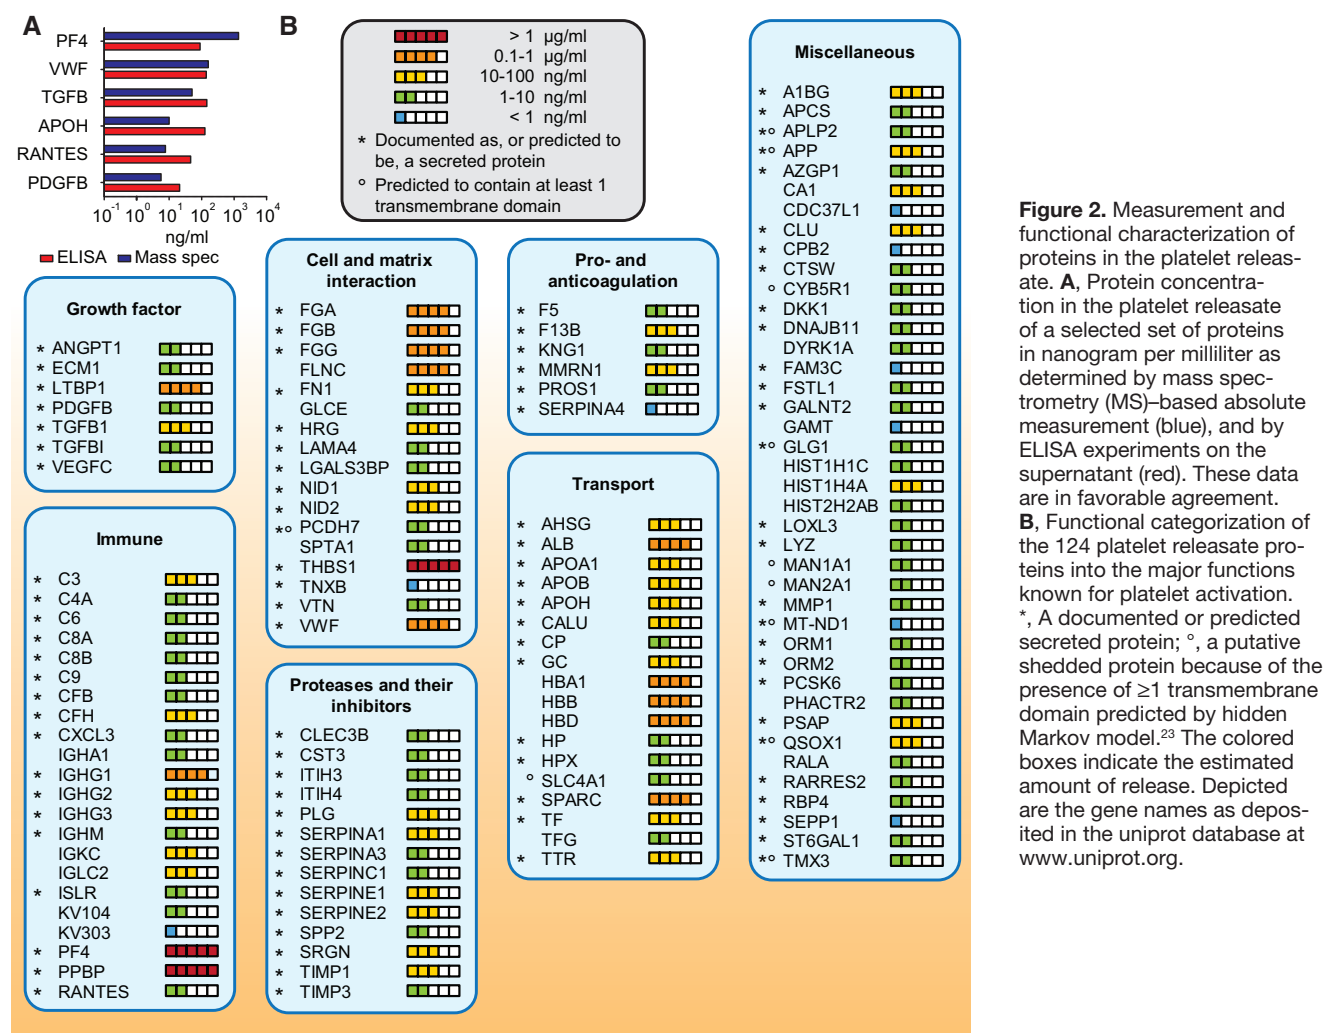 A
PF4
VWF
TGFB
APOH
RANTES
PDGFB
10-1 100 101 102 103 104
ng/ml
ELISA Mass spec
B
> 1 µg/ml
0.1-1 µg/ml
10-100 ng/ml
1-10 ng/ml
< 1 ng/ml
* Documented as, or predicted to
be, a secreted protein
° Predicted to contain at least 1
transmembrane domain
Growth factor
* ANGPT1
* ECM1
* LTBP1
* PDGFB
* TGFB1
* TGFBI
* VEGFC
Immune
* C3
* C4A
* C6
* C8A
* C8B
* C9
* CFB
* CFH
* CXCL3
IGHA1
* IGHG1
* IGHG2
* IGHG3
* IGHM
IGKC
IGLC2
* ISLR
KV104
KV303
* PF4
* PPBP
* RANTES
Cell and matrix
interaction
* FGA
* FGB
* FGG
FLNC
* FN1
GLCE
* HRG
* LAMA4
* LGALS3BP
* NID1
* NID2
*° PCDH7
SPTA1
* THBS1
* TNXB
* VTN
* VWF
Proteases and their
inhibitors
* CLEC3B
* CST3
* ITIH3
* ITIH4
* PLG
* SERPINA1
* SERPINA3
* SERPINC1
* SERPINE1
* SERPINE2
* SPP2
* SRGN
* TIMP1
* TIMP3
Pro- and
anticoagulation
* F5
* F13B
* KNG1
* MMRN1
* PROS1
* SERPINA4
Transport
* AHSG
* ALB
* APOA1
* APOB
* APOH
* CALU
* CP
* GC
HBA1
HBB
HBD
* HP
* HPX
° SLC4A1
* SPARC
* TF
TFG
* TTR
Miscellaneous
* A1BG
* APCS
*° APLP2
*° APP
* AZGP1
CA1
CDC37L1
* CLU
* CPB2
* CTSW
° CYB5R1
* DKK1
* DNAJB11
DYRK1A
* FAM3C
* FSTL1
* GALNT2
GAMT
*° GLG1
HIST1H1C
HIST1H4A
HIST2H2AB
* LOXL3
* LYZ
° MAN1A1
° MAN2A1
* MMP1
*° MT-ND1
* ORM1
* ORM2
* PCSK6
PHACTR2
* PSAP
*° QSOX1
RALA
* RARRES2
* RBP4
* SEPP1
* ST6GAL1
*° TMX3
Figure 2. Measurement and
functional characterization of
proteins in the platelet releas-
ate. A, Protein concentra-
tion in the platelet releasate
of a selected set of proteins
in nanogram per milliliter as
determined by mass spec-
trometry (MS)–based absolute
measurement (blue), and by
ELISA experiments on the
supernatant (red). These data
are in favorable agreement.
B, Functional categorization of
the 124 platelet releasate pro-
teins into the major functions
known for platelet activation.
*, A documented or predicted
secreted protein; °, a putative
shedded protein because of the
presence of ≥1 transmembrane
domain predicted by hidden
Markov model.23 The colored
boxes indicate the estimated
amount of release. Depicted
are the gene names as depos-
ited in the uniprot database at
www.uniprot.org.